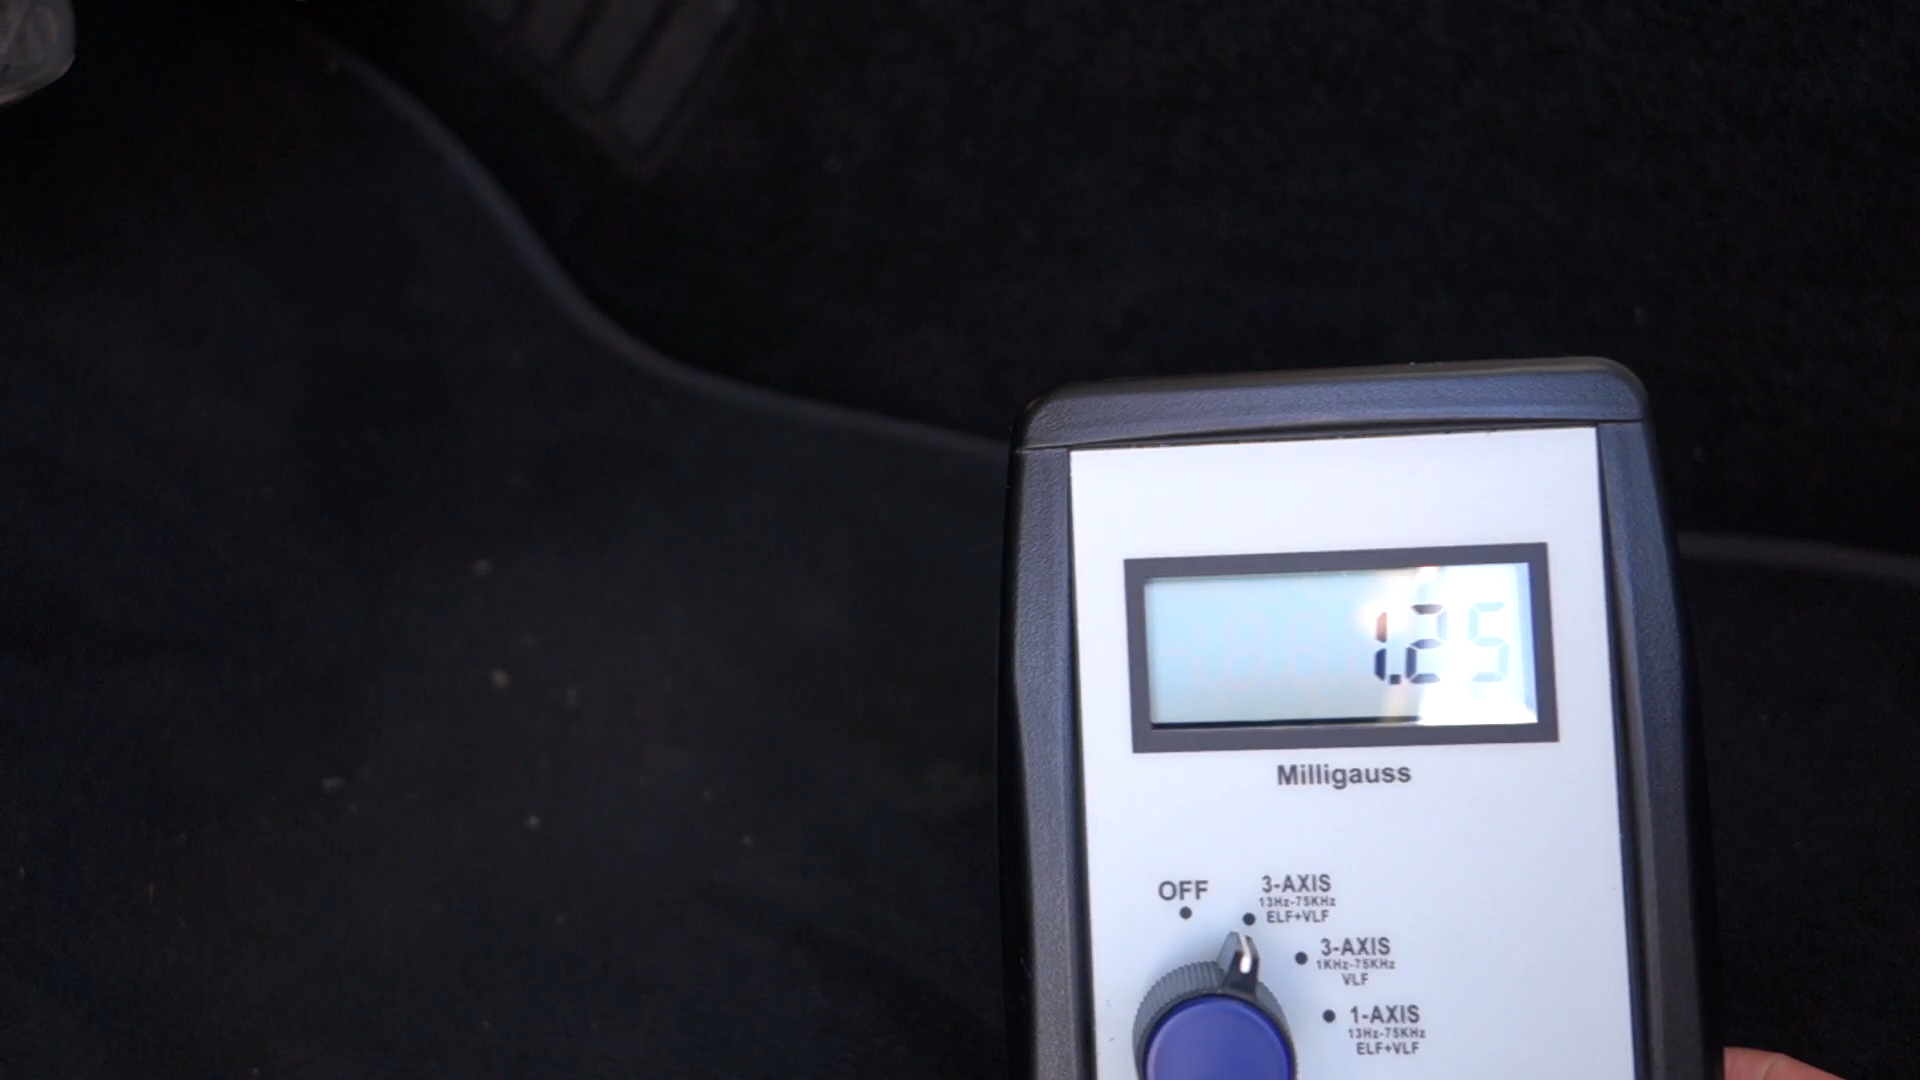 1.25
Milligauss
OFF
3-AXIS
13Hz-75KHz
ELF+VLF
3-AXIS
1KHz-75KHz
VLF
1-AXIS
13Hz-75KHz
ELF+VLF